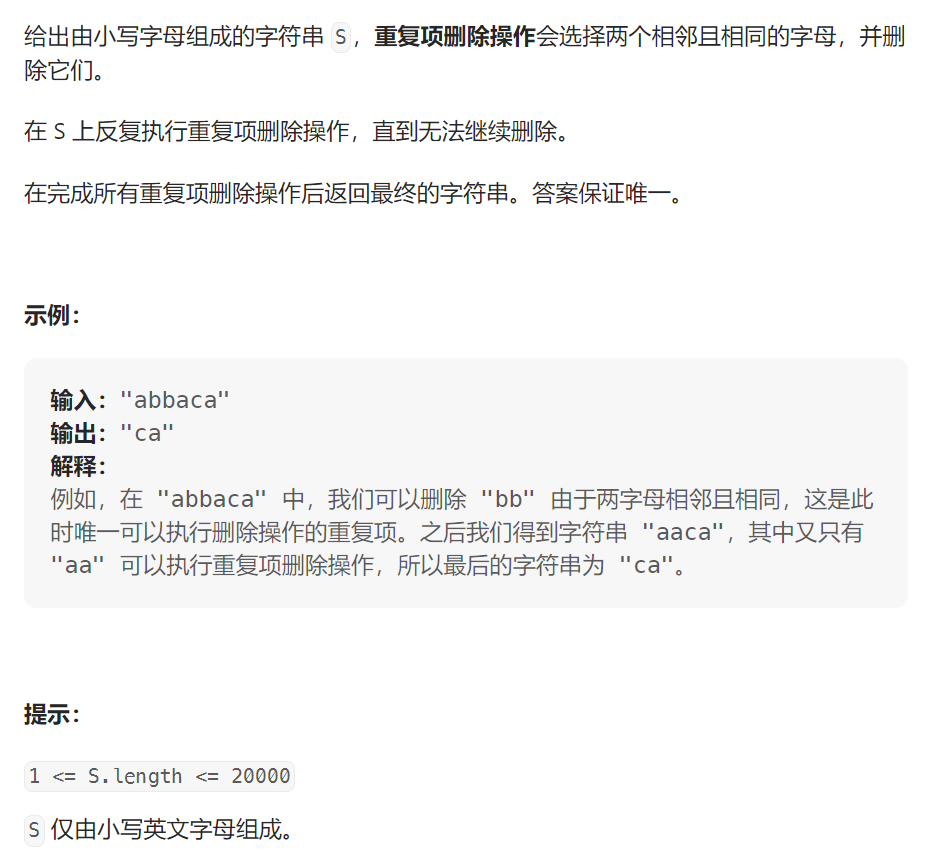 给出由小写字母组成的字符串 S，重复项删除操作会选择两个相邻且相同的字母，并删
除它们。
在 S 上反复执行重复项删除操作，直到无法继续删除。
在完成所有重复项删除操作后返回最终的字符串。答案保证唯一。
示例：
输入："abbaca"
输出："ca"
解释：
例如，在 "abbaca" 中，我们可以删除 "bb" 由于两字母相邻且相同，这是此
时唯一可以执行删除操作的重复项。之后我们得到字符串 "aaca"，其中又只有
"aa" 可以执行重复项删除操作，所以最后的字符串为 "ca"。
提示：
1 <= S.length <= 20000
S 仅由小写英文字母组成。